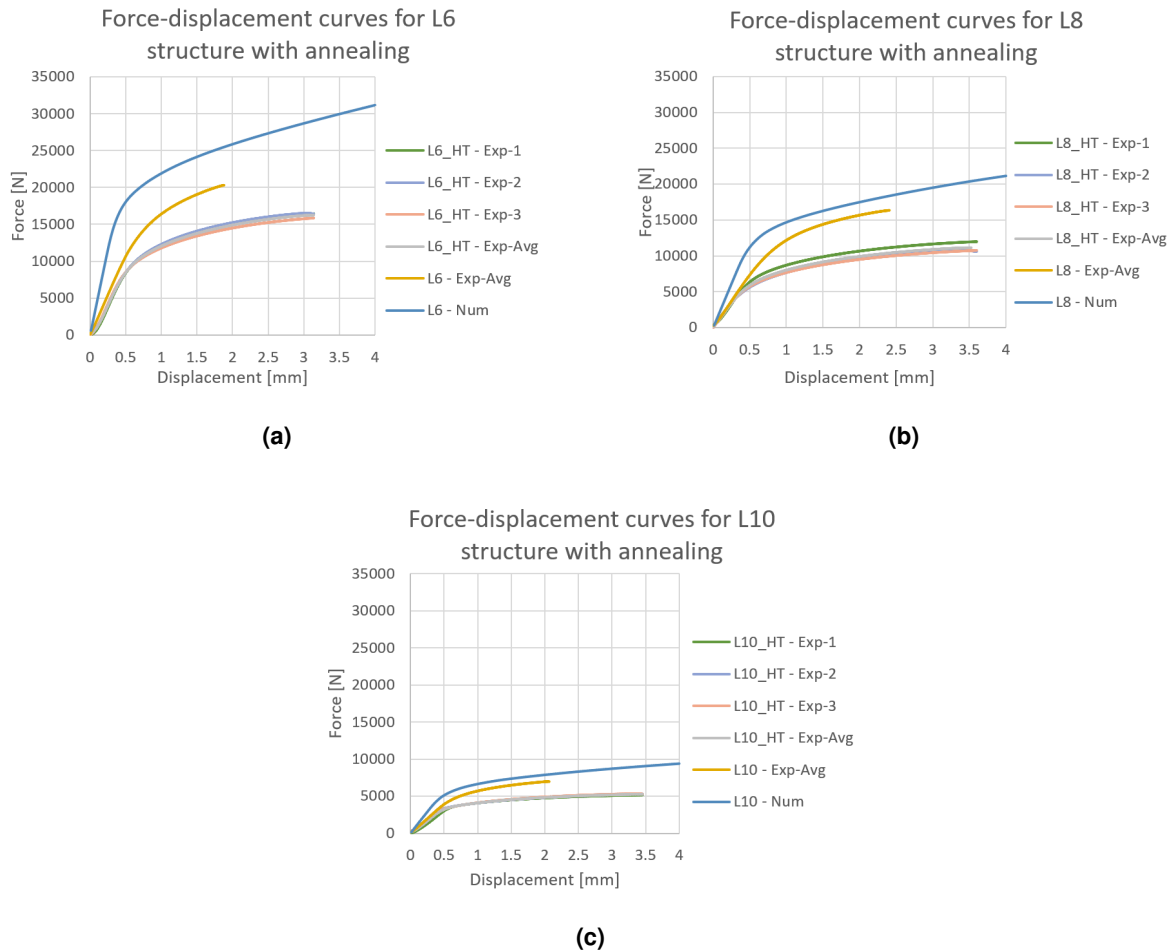 Force-displacement curves for L6
structure with annealing
35000
30000
25000
20000
15000
10000
5000
0
Force [N]
0 0.5 1 1.5 2 2.5 3 3.5 4
Displacement [mm]
L6_HT - Exp-1
L6_HT - Exp-2
L6_HT - Exp-3
L6_HT - Exp-Avg
L6 - Exp-Avg
L6 - Num
(a)
Force-displacement curves for L8
structure with annealing
35000
30000
25000
20000
15000
10000
5000
0
Force [N]
0 0.5 1 1.5 2 2.5 3 3.5 4
Displacement [mm]
L8_HT - Exp-1
L8_HT - Exp-2
L8_HT - Exp-3
L8_HT - Exp-Avg
L8 - Exp-Avg
L8 - Num
(b)
Force-displacement curves for L10
structure with annealing
35000
30000
25000
20000
15000
10000
5000
0
Force [N]
0 0.5 1 1.5 2 2.5 3 3.5 4
Displacement [mm]
L10_HT - Exp-1
L10_HT - Exp-2
L10_HT - Exp-3
L10_HT - Exp-Avg
L10 - Exp-Avg
L10 - Num
(c)